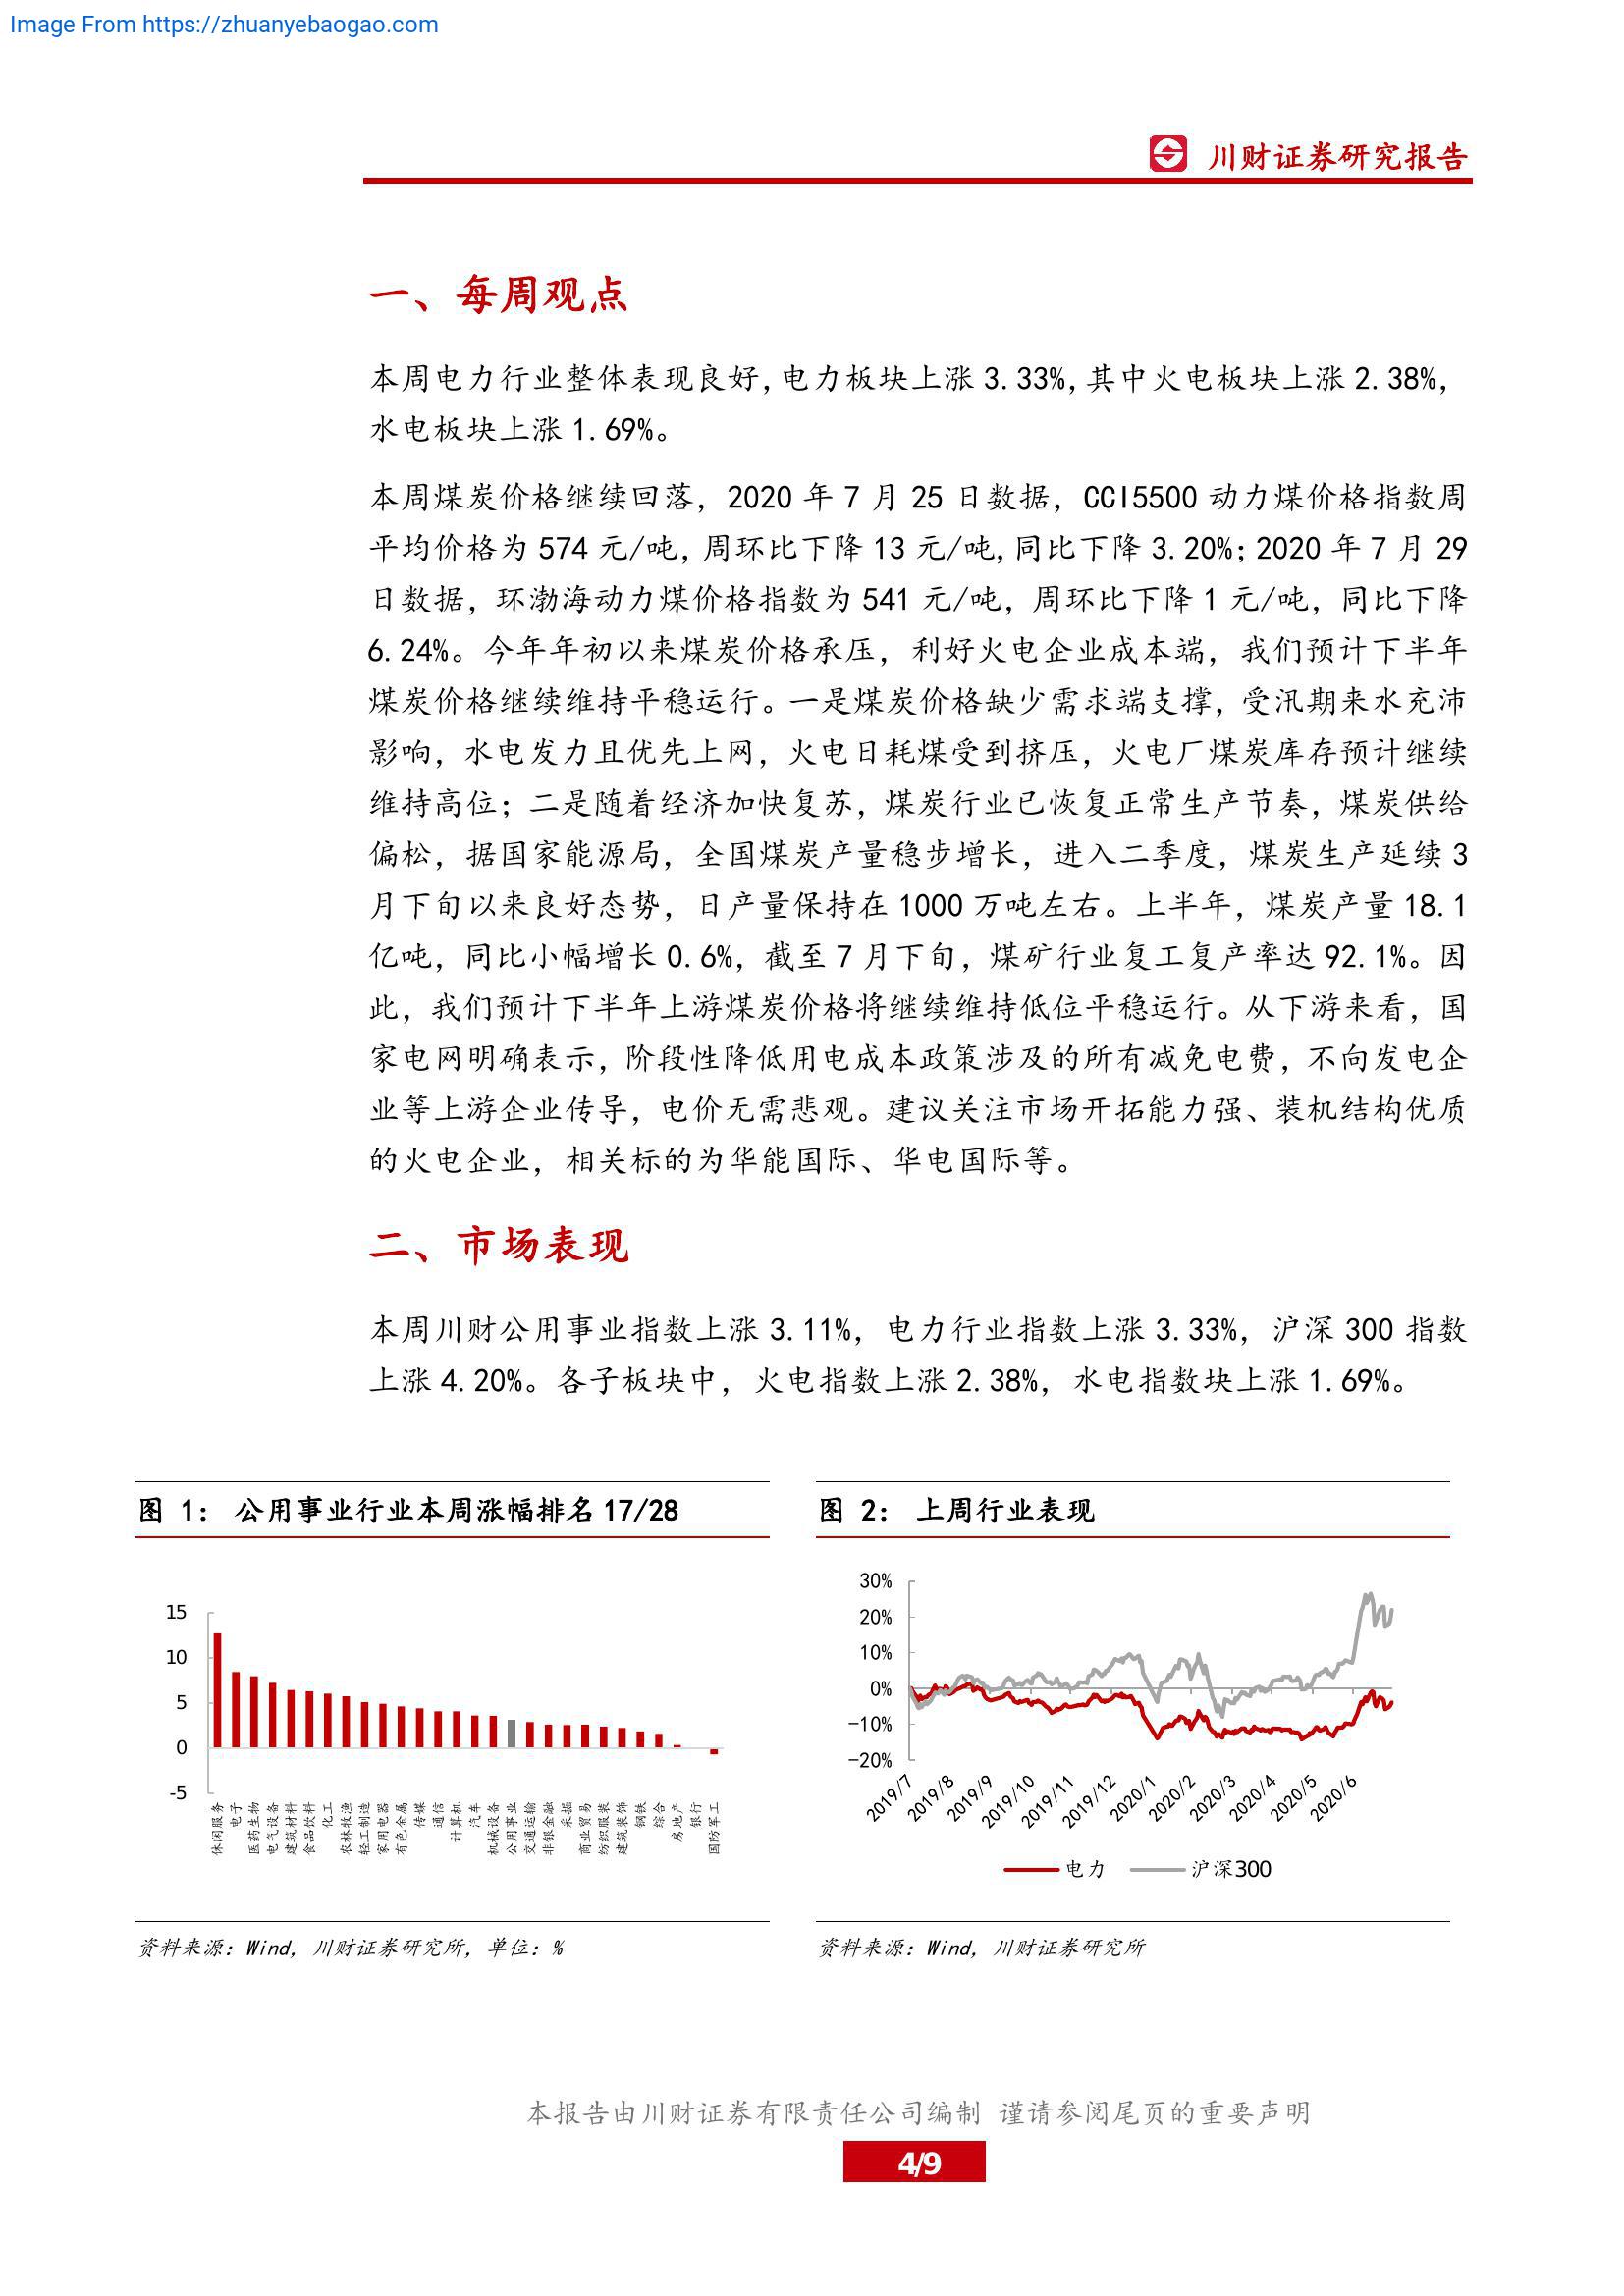 Image From https://zhuanyebaogao.com
川财证券研究报告
一、每周观点
本周电力行业整体表现良好,电力板块上涨 3.33%,其中火电板块上涨 2.38%,
水电板块上涨 1.69%。
本周煤炭价格继续回落，2020 年 7 月 25 日数据，CCI5500 动力煤价格指数周
平均价格为 574 元/吨,周环比下降 13 元/吨,同比下降 3.20%;2020 年 7 月 29
日数据，环渤海动力煤价格指数为 541 元/吨，周环比下降 1 元/吨，同比下降
6.24%。今年年初以来煤炭价格承压，利好火电企业成本端，我们预计下半年
煤炭价格继续维持平稳运行。一是煤炭价格缺少需求端支撑，受汛期来水充沛
影响，水电发力且优先上网，火电日耗煤受到挤压，火电厂煤炭库存预计继续
维持高位；二是随着经济加快复苏，煤炭行业已恢复正常生产节奏，煤炭供给
偏松，据国家能源局，全国煤炭产量稳步增长，进入二季度，煤炭生产延续 3
月下旬以来良好态势，日产量保持在 1000 万吨左右。上半年，煤炭产量 18.1
亿吨，同比小幅增长 0.6%，截至 7 月下旬，煤矿行业复工复产率达 92.1%。因
此，我们预计下半年上游煤炭价格将继续维持低位平稳运行。从下游来看，国
家电网明确表示，阶段性降低用电成本政策涉及的所有减免电费，不向发电企
业等上游企业传导，电价无需悲观。建议关注市场开拓能力强、装机结构优质
的火电企业，相关标的为华能国际、华电国际等。
二、市场表现
本周川财公用事业指数上涨 3.11%，电力行业指数上涨 3.33%，沪深 300 指数
上涨 4.20%。各子板块中，火电指数上涨 2.38%，水电指数块上涨 1.69%。
图 1： 公用事业行业本周涨幅排名 17/28
15
10
5
0
-5
休闲服务
电子
医药生物
电气设备
建筑材料
食品饮料
化工
农林牧渔
轻工制造
家用电器
有色金属
传媒
通信
计算机
汽车
机械设备
公用事业
交通运输
非银金融
采掘
商业贸易
纺织服装
建筑装饰
钢铁
综合
房地产
银行
国防军工
资料来源：Wind，川财证券研究所，单位：%
图 2： 上周行业表现
30%
20%
10%
0%
-10%
-20%
2019/7
2019/8
2019/9
2019/10
2019/11
2019/12
2020/1
2020/2
2020/3
2020/4
2020/5
2020/6
电力
沪深300
资料来源：Wind，川财证券研究所
本报告由川财证券有限责任公司编制 谨请参阅尾页的重要声明
4/9